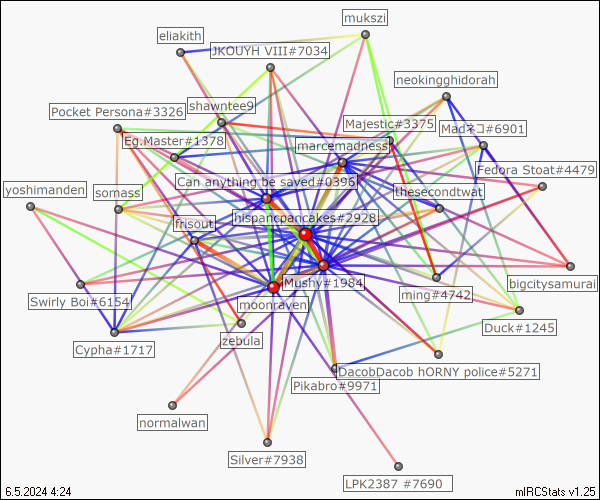 mukszi
eliakith
JKOUYH VIII#7034
neokingghidorah
shawntee9
Pocket Persona#3326
Majestic#3375
Madネコ#6901
Eg.Master#1378
marcemadness
Fedora Stoat#4479
Can anything be saved#0396
yoshimanden
somass
thesecondtwat
frisout
hispancpancakes#2928
Mushy#1984
bigcitysamurai
Swirly Boi#6154
ming#4742
moonraven
Duck#1245
zebula
Cypha#1717
DacobDacob hORNY police#5271
Pikabro#9971
normalwan
Silver#7938
LPK2387 #7690
6.5.2024 4:24
mIRCStats v1.25